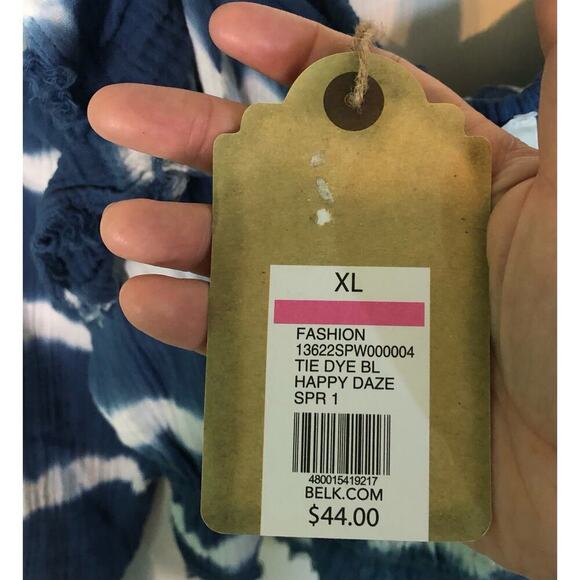 XL
FASHION
13622SPW000004
TIE DYE BL
HAPPY DAZE
SPR 1
480015419217
BELK.COM
$44.00